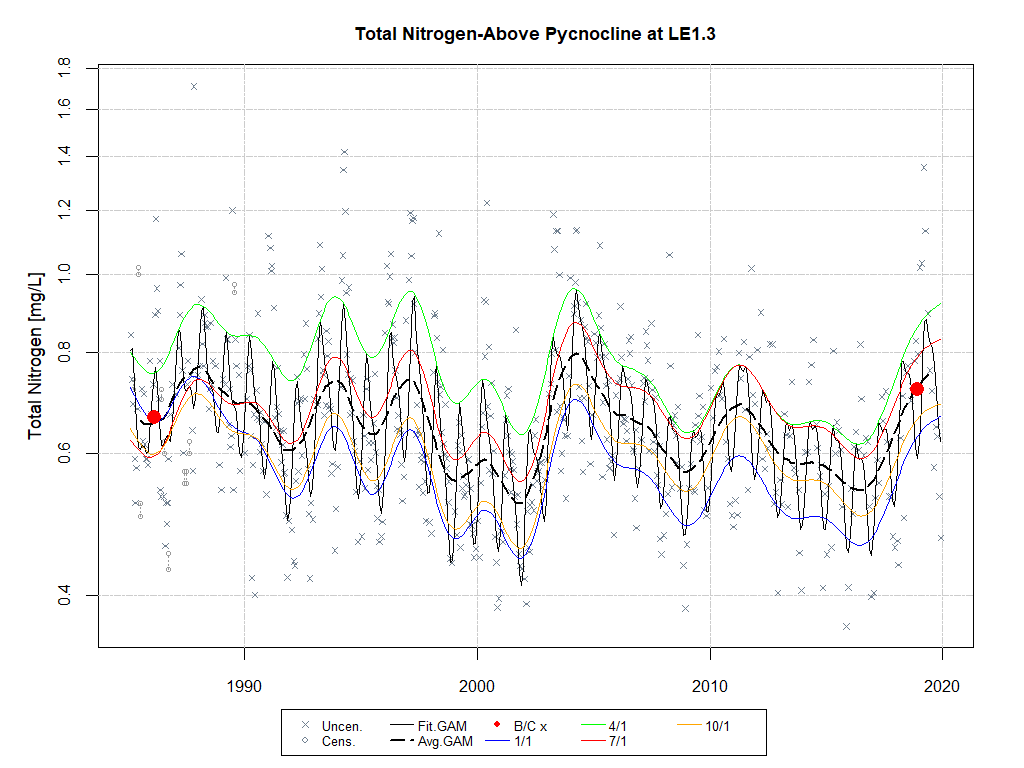 Total Nitrogen-Above Pycnocline at LE1.3
Total Nitrogen [mg/L]
1.8
1.6
1.4
1.2
1.0
0.8
0.6
0.4
1990 2000 2010 2020
Uncen. Fit.GAM B/C x 4/1 10/1
Cens. Avg.GAM 1/1 7/1